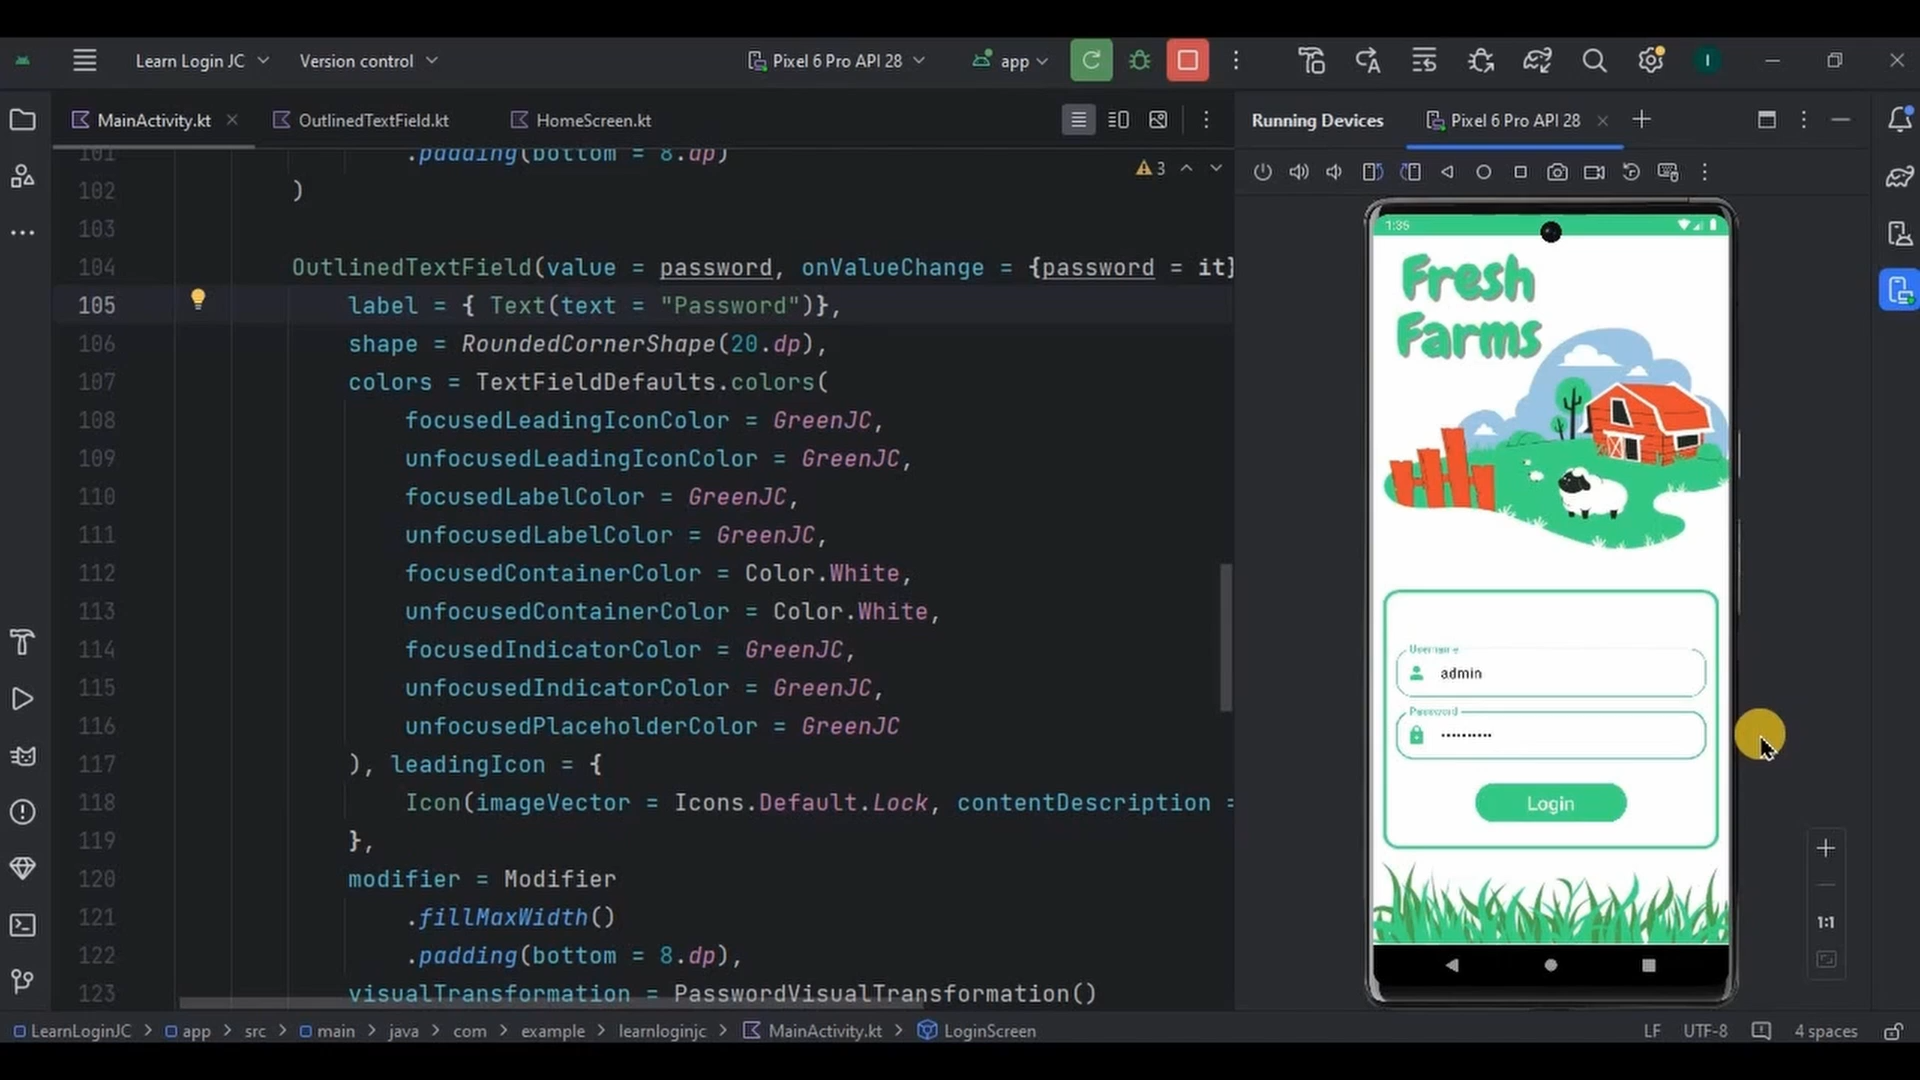 Learn Login JC
Version control
Pixel 6 Pro API 28
app
I
MainActivity.kt
OutlinedTextField.kt
HomeScreen.kt
Running Devices
Pixel 6 Pro API 28
3
101 .padding(bottom = 8.dp)
102 )
103
104 OutlinedTextField(value = password, onValueChange = {password = it}
105 label = { Text(text = "Password")},
106 shape = RoundedCornerShape(20.dp),
107 colors = TextFieldDefaults.colors(
108 focusedLeadingIconColor = GreenJC,
109 unfocusedLeadingIconColor = GreenJC,
110 focusedLabelColor = GreenJC,
111 unfocusedLabelColor = GreenJC,
112 focusedContainerColor = Color.White,
113 unfocusedContainerColor = Color.White,
114 focusedIndicatorColor = GreenJC,
115 unfocusedIndicatorColor = GreenJC,
116 unfocusedPlaceholderColor = GreenJC
117 ), leadingIcon = {
118 Icon(imageVector = Icons.Default.Lock, contentDescription =
119 },
120 modifier = Modifier
121 .fillMaxWidth()
122 .padding(bottom = 8.dp),
123 visualTransformation = PasswordVisualTransformation()
1:35
Fresh
Farms
Username
admin
Password
••••••••••
Login
1:1
LearnLoginJC > app > src > main > java > com > example > learnloginjc > MainActivity.kt > LoginScreen
LF
UTF-8
4 spaces